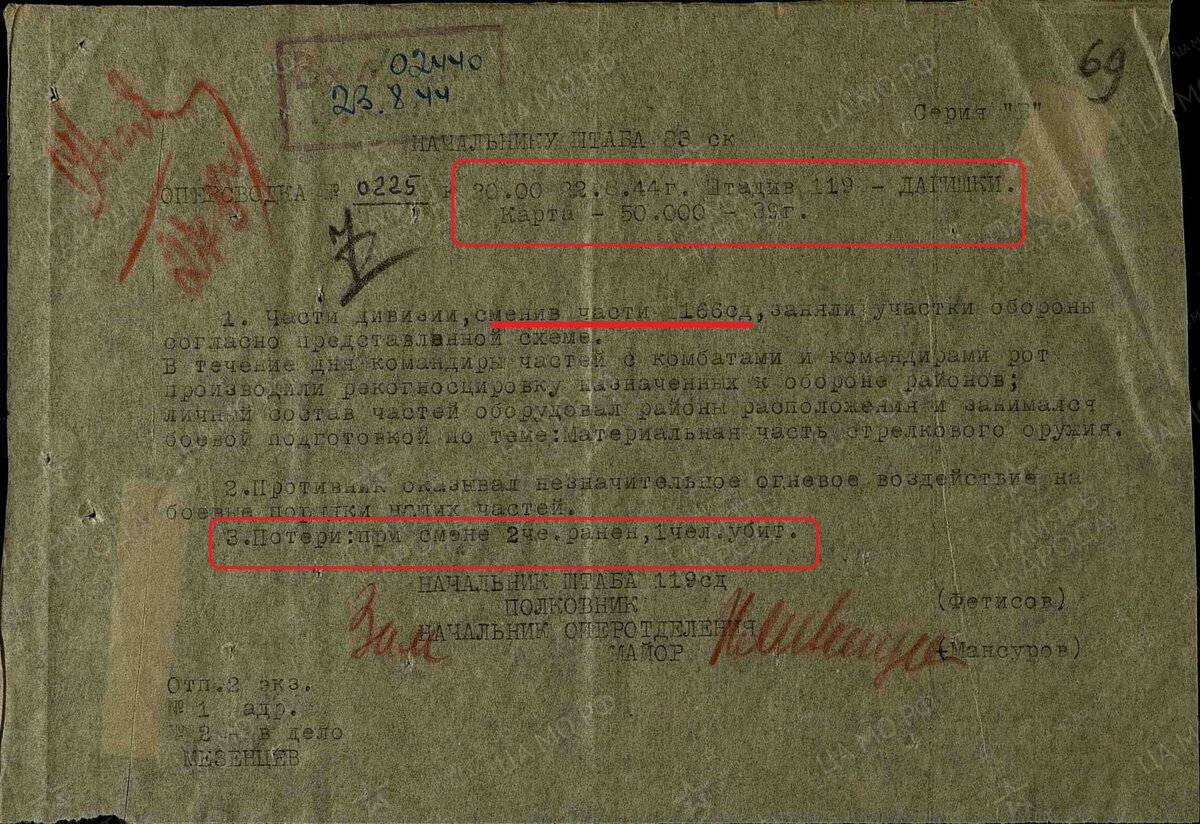 Вх. 02440
23.8.44
69
Серия "Г"
НАЧАЛЬНИКУ ШТАБА 83 ск
ОПЕРСВОДКА № 0225 к 20.00 22.8.44г. Штадив 119 - ДАГИШКИ.
Карта - 50.000 - 39г.
1. Части дивизии,сменив части 166сд,заняли участки обороны
согласно представленной схеме.
В течение дня командиры частей с комбатами и командирами рот
производили рекогносцировку назначенных к обороне районов;
личный состав частей оборудовал районы расположения и занимался
боевой подготовкой по теме:Материальная часть стрелкового оружия.
2.Противник оказывал незначительное огневое воздействие на
боевые порядки наших частей.
3.Потери:при смене 2че.ранен,1чел.убит.
НАЧАЛЬНИК ШТАБА 119сд
ПОЛКОВНИК (Фетисов)
Зам НАЧАЛЬНИК ОПЕРОТДЕЛЕНИЯ
МАЙОР (Мансуров)
Отп.2 экз.
№ 1 адр.
№ 2 - в дело
МЕЗЕНЦЕВ